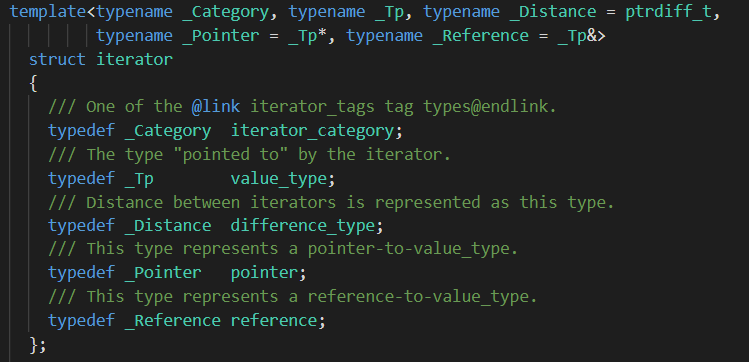 template<typename _Category, typename _Tp, typename _Distance = ptrdiff_t,
         typename _Pointer = _Tp*, typename _Reference = _Tp&>
  struct iterator
  {
    /// One of the @link iterator_tags tag types@endlink.
    typedef _Category  iterator_category;
    /// The type "pointed to" by the iterator.
    typedef _Tp        value_type;
    /// Distance between iterators is represented as this type.
    typedef _Distance  difference_type;
    /// This type represents a pointer-to-value_type.
    typedef _Pointer   pointer;
    /// This type represents a reference-to-value_type.
    typedef _Reference reference;
  };